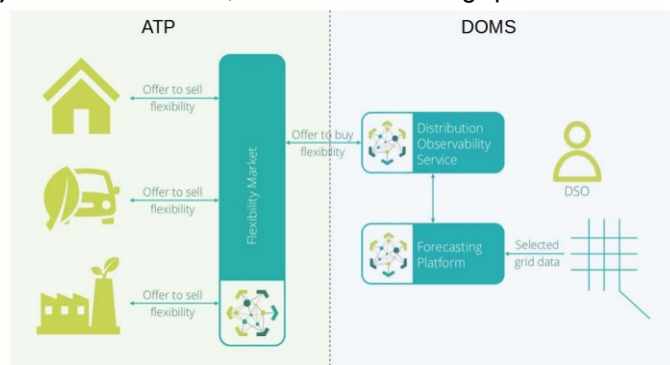 ATP
DOMS
Offer to sell
flexibility
Offer to sell
flexibility
Offer to sell
flexibility
Flexibility Market
Offer to buy
flexibility
Distribution
Observability
Service
Forecasting
Platform
DSO
Selected
grid data